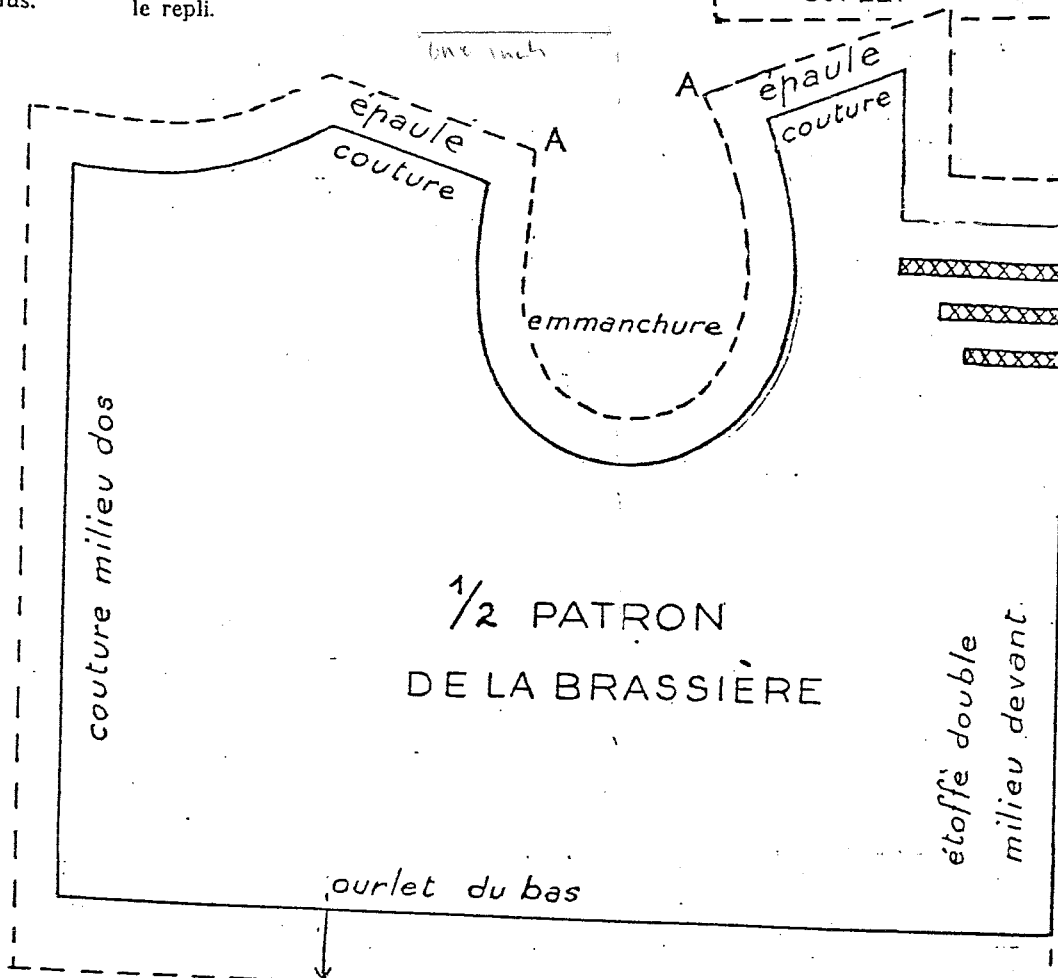 le repli.
one inch
A
épaule
couture
A
épaule
couture
emmanchure
couture milieu dos
1/2 PATRON
DE LA BRASSIÈRE
étoffe double
milieu devant.
ourlet du bas